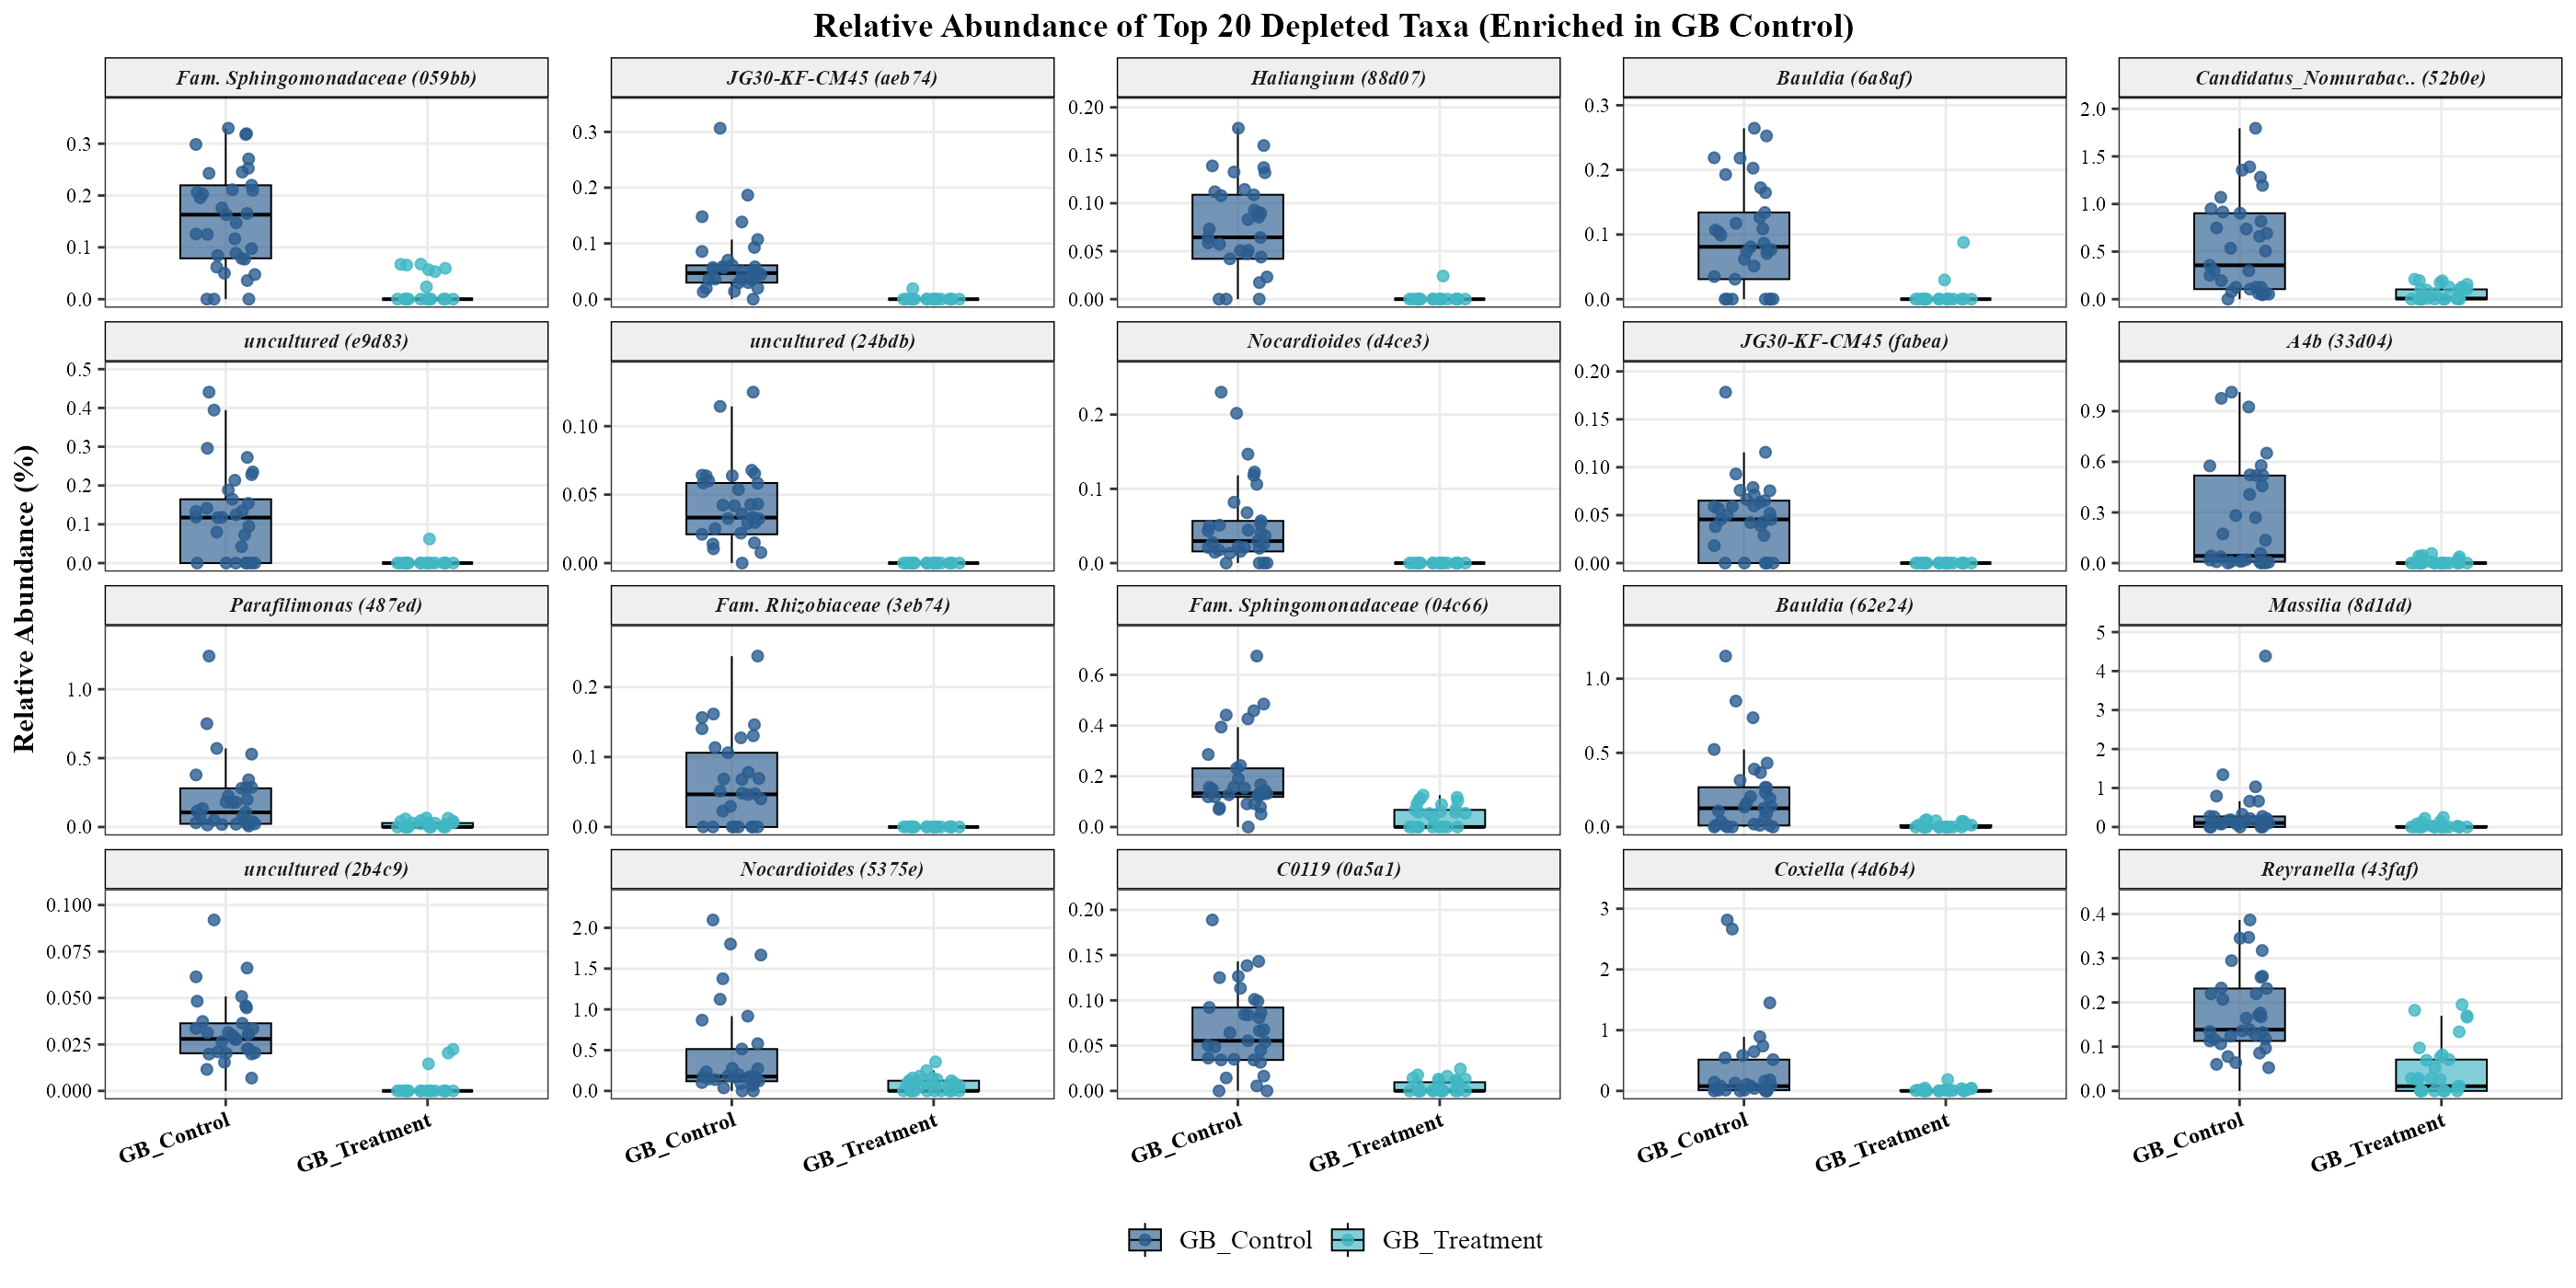 Relative Abundance of Top 20 Depleted Taxa (Enriched in GB Control)
Relative Abundance (%)
Fam. Sphingomonadaceae (059bb)
0.3
0.2
0.1
0.0
JG30-KF-CM45 (aeb74)
0.3
0.2
0.1
0.0
Haliangium (88d07)
0.20
0.15
0.10
0.05
0.00
Bauldia (6a8af)
0.3
0.2
0.1
0.0
Candidatus_Nomurabac.. (52b0e)
2.0
1.5
1.0
0.5
0.0
uncultured (e9d83)
0.5
0.4
0.3
0.2
0.1
0.0
uncultured (24bdb)
0.10
0.05
0.00
Nocardioides (d4ce3)
0.2
0.1
0.0
JG30-KF-CM45 (fabea)
0.20
0.15
0.10
0.05
0.00
A4b (33d04)
0.9
0.6
0.3
0.0
Parafilimonas (487ed)
1.0
0.5
0.0
Fam. Rhizobiaceae (3eb74)
0.2
0.1
0.0
Fam. Sphingomonadaceae (04c66)
0.6
0.4
0.2
0.0
Bauldia (62e24)
1.0
0.5
0.0
Massilia (8d1dd)
5
4
3
2
1
0
uncultured (2b4c9)
0.100
0.075
0.050
0.025
0.000
Nocardioides (5375e)
2.0
1.5
1.0
0.5
0.0
C0119 (0a5a1)
0.20
0.15
0.10
0.05
0.00
Coxiella (4d6b4)
3
2
1
0
Reyranella (43faf)
0.4
0.3
0.2
0.1
0.0
GB_Control
GB_Treatment
GB_Control
GB_Treatment
GB_Control
GB_Treatment
GB_Control
GB_Treatment
GB_Control
GB_Treatment
GB_Control
GB_Treatment